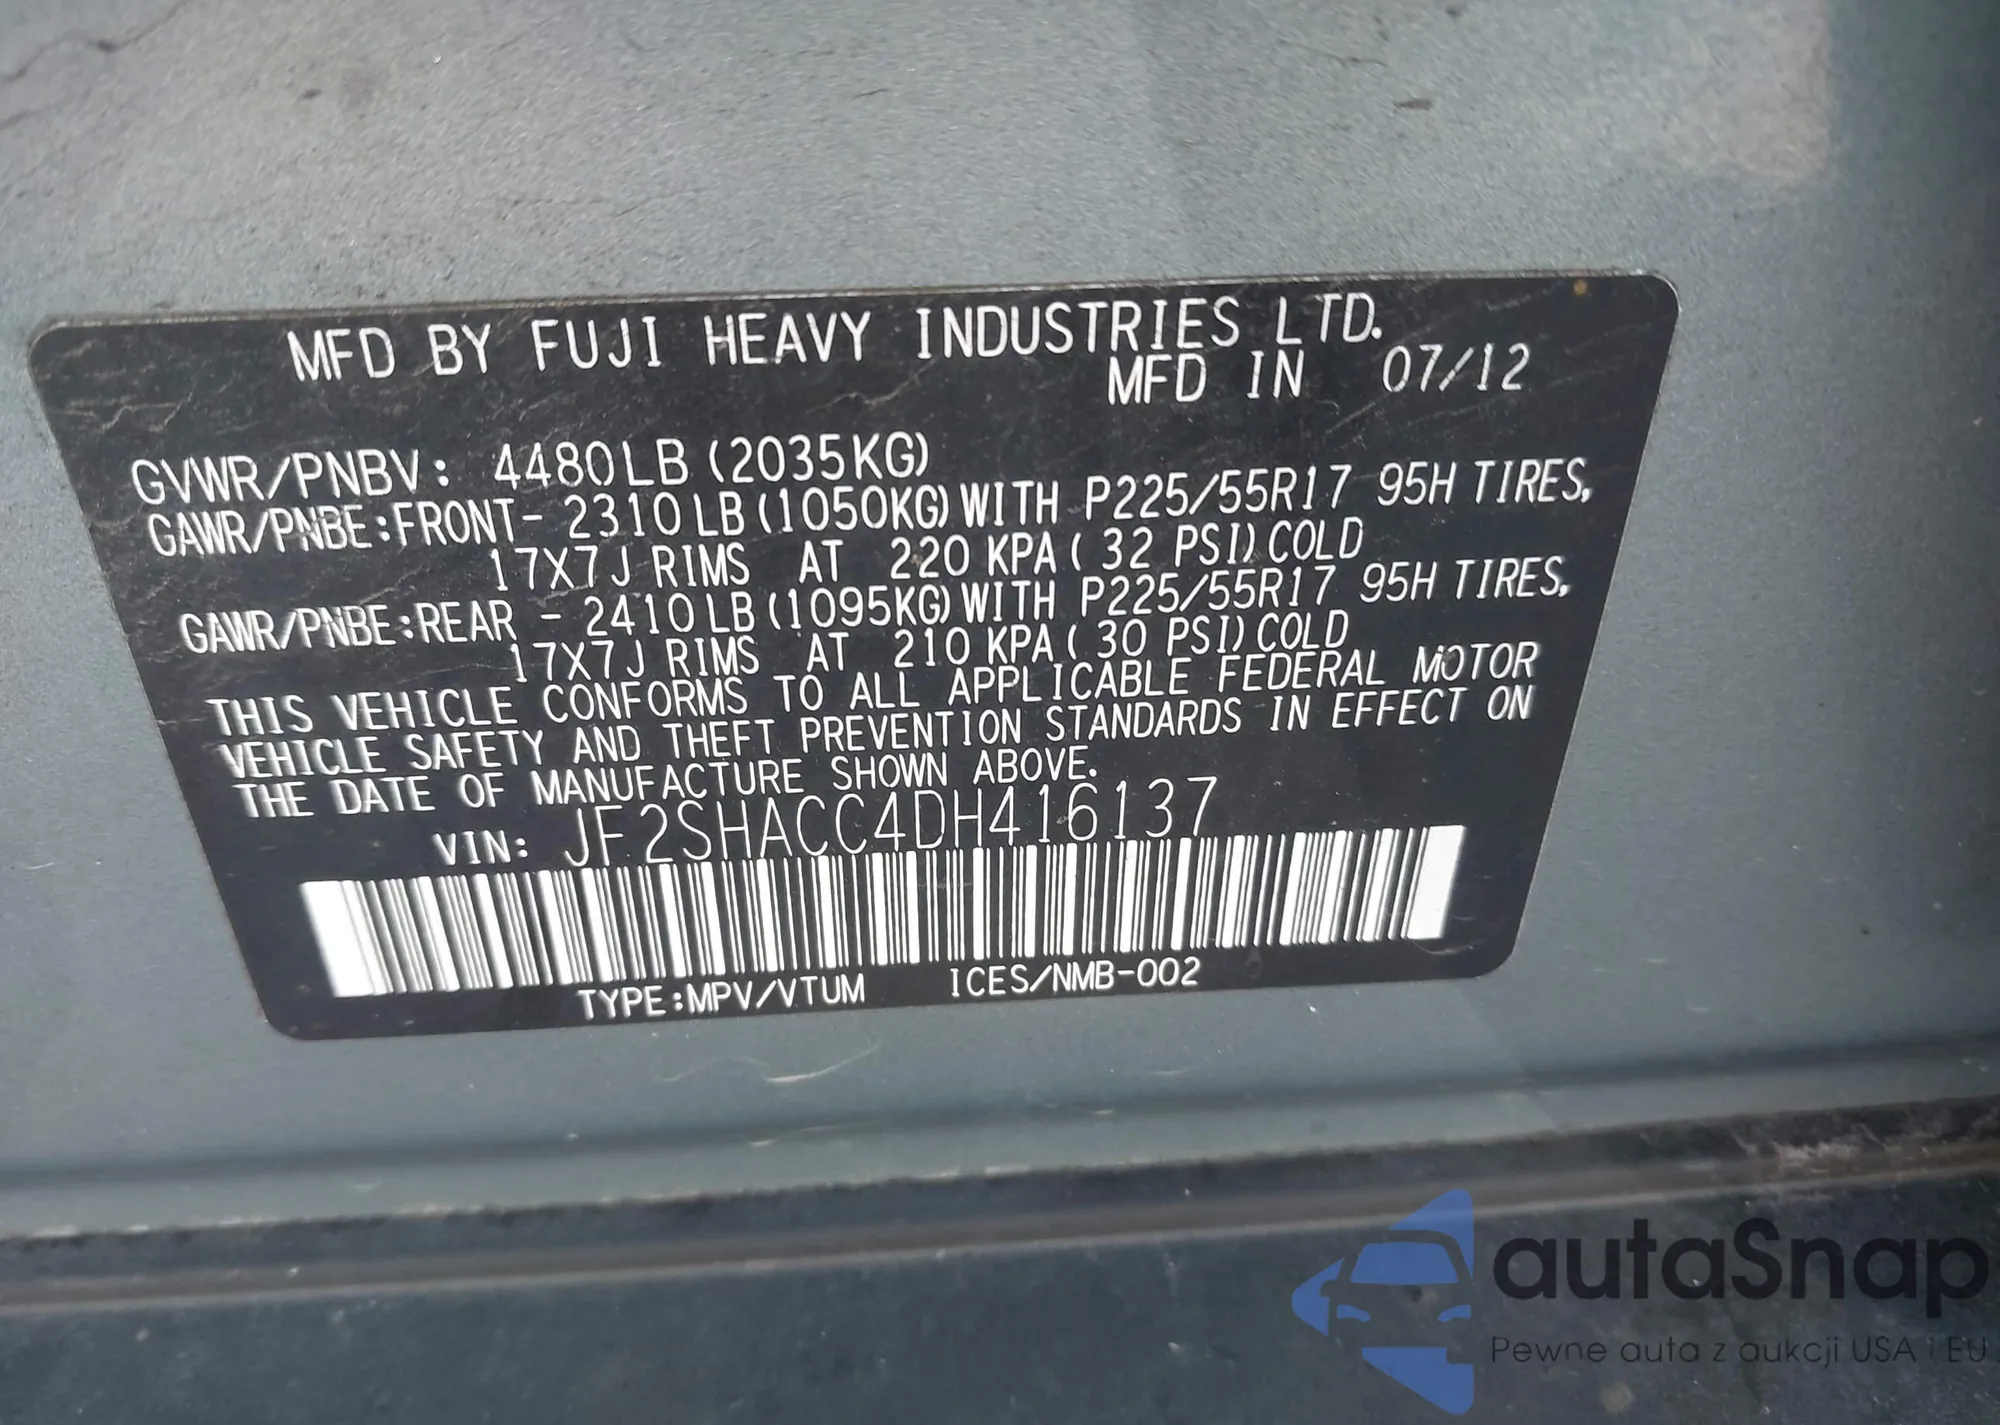 MFD BY FUJI HEAVY INDUSTRIES LTD.
MFD IN 07/12
GVWR/PNBV: 4480LB (2035KG)
GAWR/PNBE:FRONT- 2310LB(1050KG)WITH P225/55R17 95H TIRES,
17X7J RIMS AT 220 KPA( 32 PSI)COLD
GAWR/PNBE:REAR - 2410LB(1095KG)WITH P225/55R17 95H TIRES,
17X7J RIMS AT 210 KPA( 30 PSI)COLD
THIS VEHICLE CONFORMS TO ALL APPLICABLE FEDERAL MOTOR
VEHICLE SAFETY AND THEFT PREVENTION STANDARDS IN EFFECT ON
THE DATE OF MANUFACTURE SHOWN ABOVE.
VIN: JF2SHACC4DH416137
TYPE:MPV/VTUM ICES/NMB-002
autaSnap
Pewne auta z aukcji USA i EU